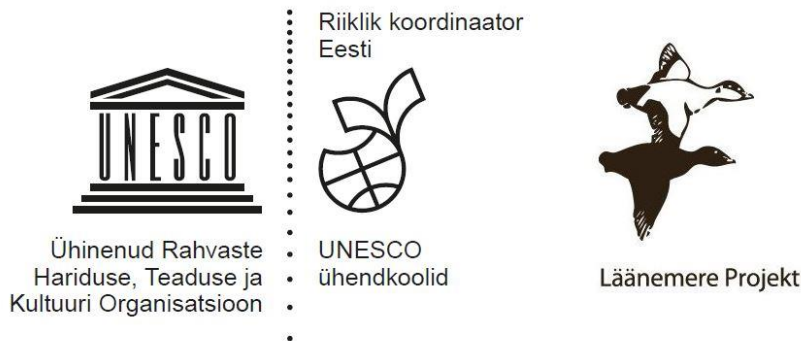 UNESCO
Ühinenud Rahvaste
Hariduse, Teaduse ja
Kultuuri Organisatsioon
Riiklik koordinaator
Eesti
UNESCO
ühendkoolid
Läänemere Projekt